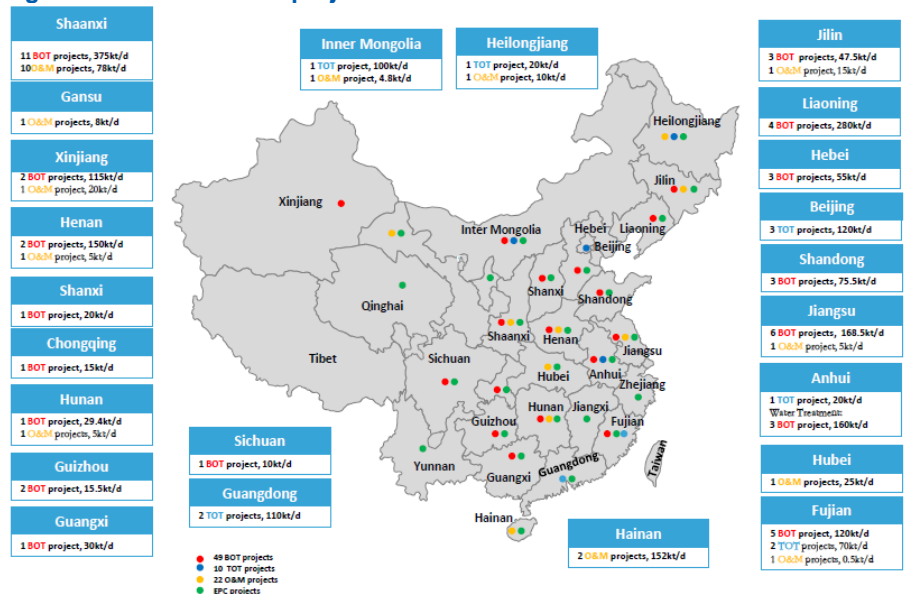 Shaanxi
11 BOT projects, 375kt/d
10O&M projects, 78kt/d
Gansu
1 O&M projects, 8kt/d
Xinjiang
2 BOT projects, 115kt/d
1 O&M project, 20kt/d
Henan
2 BOT projects, 150kt/d
1 O&M project, 5kt/d
Shanxi
1 BOT project, 20kt/d
Chongqing
1 BOT project, 15kt/d
Hunan
1 BOT project, 29.4kt/d
1 O&M projects, 5kt/d
Guizhou
2 BOT project, 15.5kt/d
Guangxi
1 BOT project, 30kt/d
Inner Mongolia
1 TOT project, 100kt/d
1 O&M project, 4.8kt/d
Heilongjiang
1 TOT project, 20kt/d
1 O&M project, 10kt/d
Heilongjiang
Jilin
Xinjiang
Inter Mongolia
Hebei
Liaoning
Beijing
Shanxi
Shandong
Qinghai
Shaanxi
Henan
Jiangsu
Tibet
Sichuan
Hubei
Anhui
Zhejiang
Hunan
Jiangxi
Guizhou
Fujian
Yunnan
Guangxi
Guangdong
Taiwan
Hainan
Sichuan
1 BOT project, 10kt/d
Guangdong
2 TOT projects, 110kt/d
49 BOT projects
10 TOT projects
22 O&M projects
EPC projects
Hainan
2 O&M projects, 152kt/d
Jilin
3 BOT projects, 47.5kt/d
1 O&M project, 15kt/d
Liaoning
4 BOT projects, 280kt/d
Hebei
3 BOT projects, 55kt/d
Beijing
3 TOT projects, 120kt/d
Shandong
3 BOT projects, 75.5kt/d
Jiangsu
6 BOT projects, 168.5kt/d
1 O&M project, 5kt/d
Anhui
1 TOT project, 20kt/d
Water Treatment:
3 BOT project, 160kt/d
Hubei
1 O&M projects, 25kt/d
Fujian
5 BOT project, 120kt/d
2 TOT projects, 70kt/d
1 O&M projects, 0.5kt/d